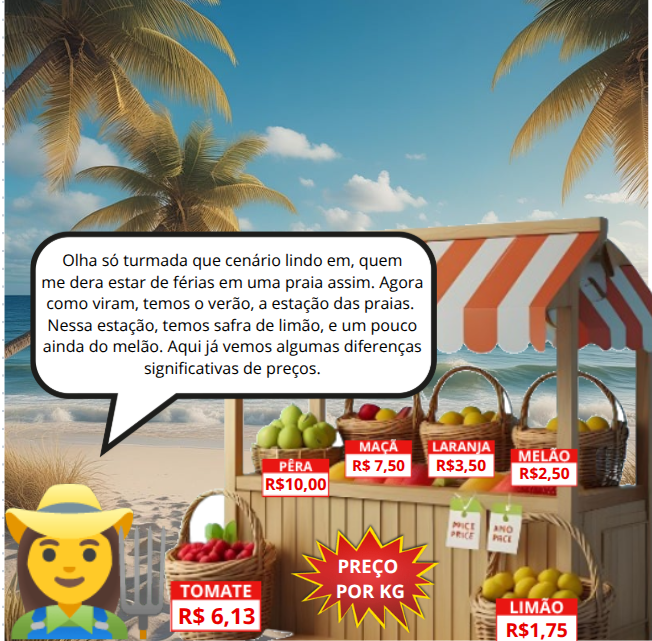 Olha só turmada que cenário lindo em, quem
me dera estar de férias em uma praia assim. Agora
como viram, temos o verão, a estação das praias.
Nessa estação, temos safra de limão, e um pouco
ainda do melão. Aqui já vemos algumas diferenças
significativas de preços.
PÊRA
R$10,00
MAÇÃ
R$ 7,50
LARANJA
R$3,50
MELÃO
R$2,50
TOMATE
R$ 6,13
PREÇO
POR KG
LIMÃO
R$1,75